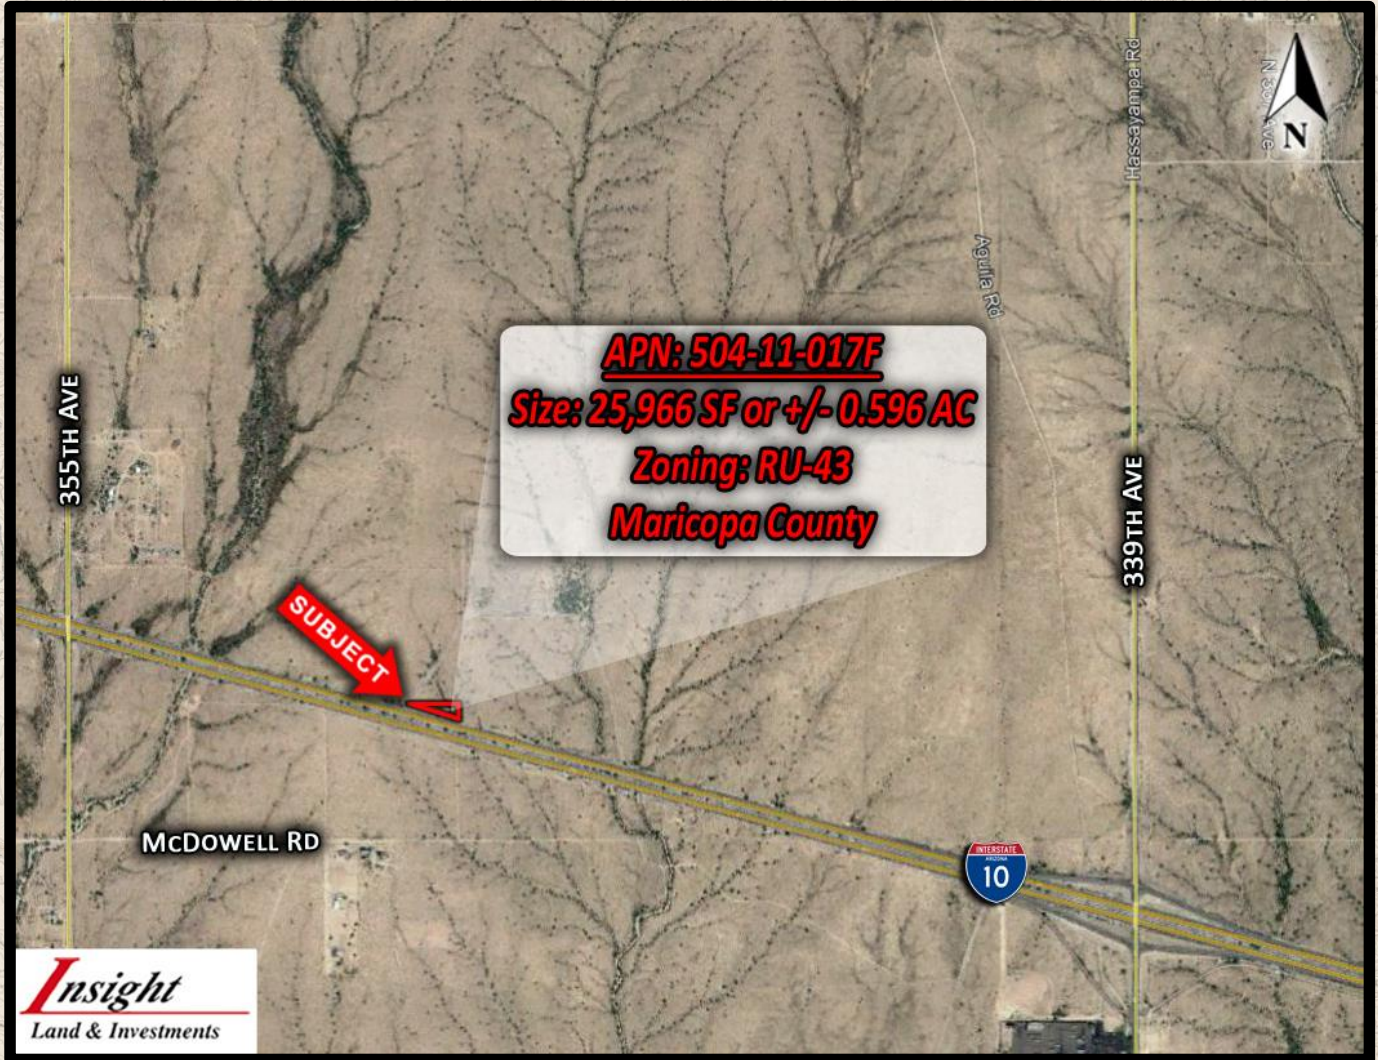 Hassayampa Rd
N
Aguila Rd
APN: 504-11-017F
Size: 25,966 SF or +/- 0.596 AC
Zoning: RU-43
Maricopa County
355TH AVE
339TH AVE
SUBJECT
MCDOWELL RD
INTERSTATE
ARIZONA
10
Insight
Land & Investments